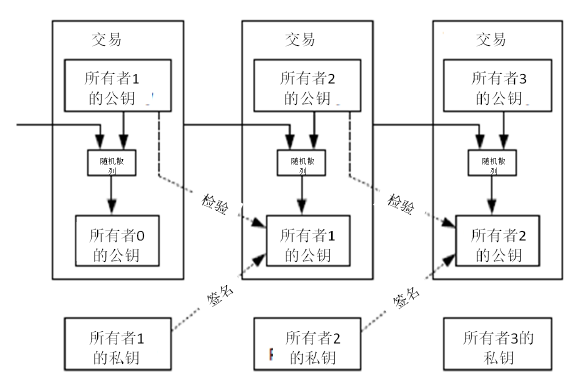 交易
交易
交易
所有者1
的公钥
所有者2
的公钥
所有者3
的公钥
随机散
列
随机散
列
随机散
列
检验
检验
所有者0
的公钥
所有者1
的公钥
所有者2
的公钥
签名
签名
所有者1
的私钥
所有者2
的私钥
所有者3的
私钥